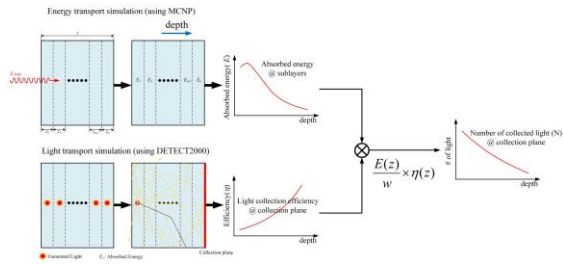 Energy transport simulation (using MCNP)
depth
Absorbed energy
@ sublayers
Absorbed energy( E)
depth
Light transport simulation (using DETECT2000)
Light collection efficiency
@ collection plane
Efficiency( η)
depth
E(z)/w × η(z)
Number of collected light (N)
@ collection plane
# of light
depth
Generated Light
: Absorbed Energy
Collection plane